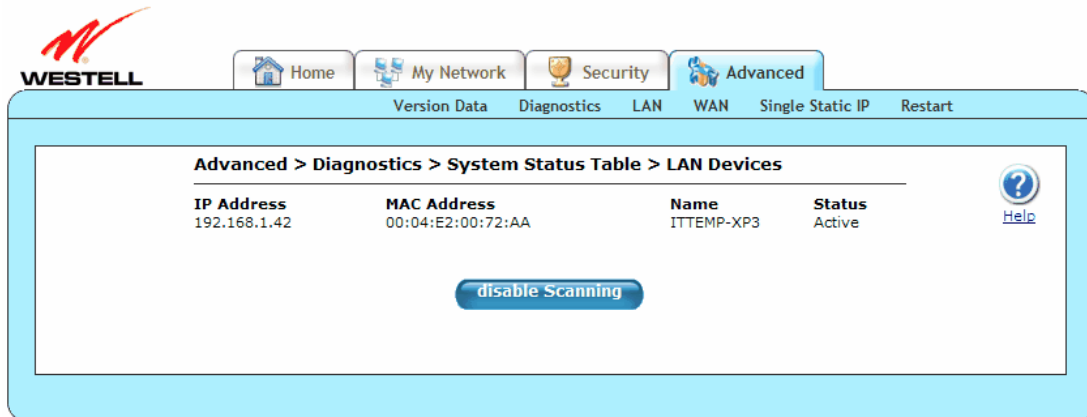 WESTELL
Home My Network Security Advanced
Version Data Diagnostics LAN WAN Single Static IP Restart
Advanced > Diagnostics > System Status Table > LAN Devices
IP Address MAC Address Name Status
192.168.1.42 00:04:E2:00:72:AA ITTEMP-XP3 Active
?
Help
disable Scanning